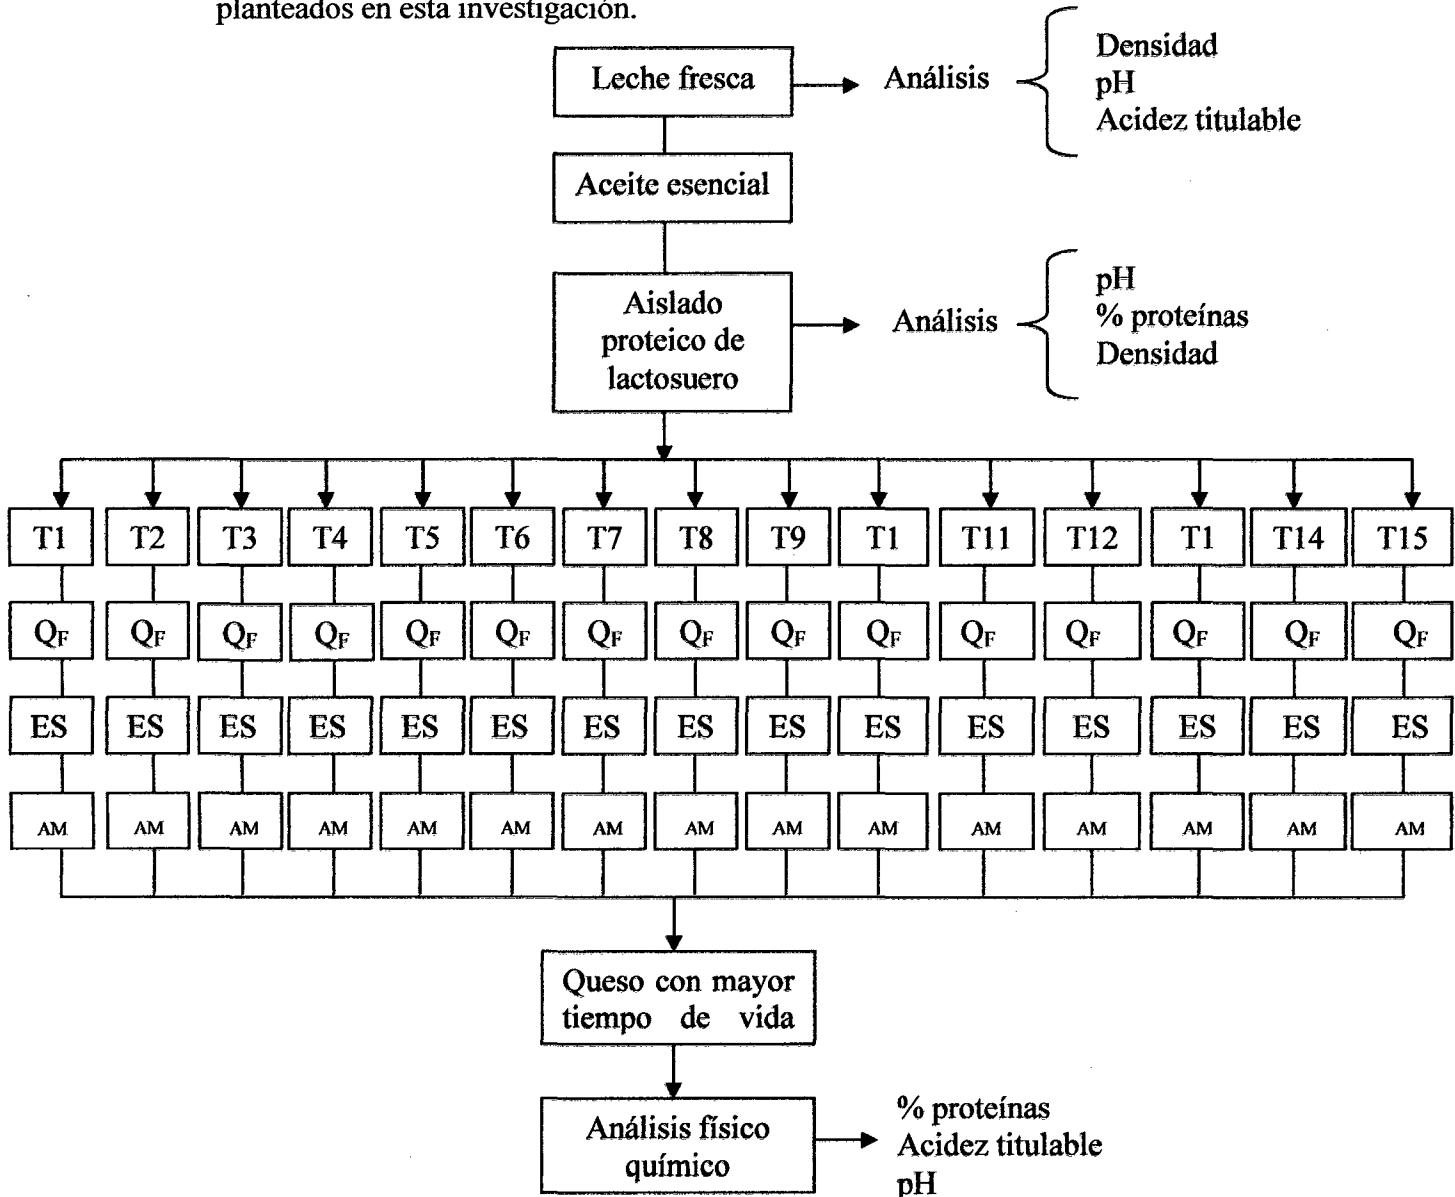 planteados en esta investigación.
Leche fresca
Análisis
Densidad
pH
Acidez titulable
Aceite esencial
Aislado
proteico de
lactosuero
Análisis
pH
% proteínas
Densidad
T1 T2 T3 T4 T5 T6 T7 T8 T9 T1 T11 T12 T1 T14 T15
QF QF QF QF QF QF QF QF QF QF QF QF QF QF QF
ES ES ES ES ES ES ES ES ES ES ES ES ES ES ES
AM AM AM AM AM AM AM AM AM AM AM AM AM AM AM
Queso con mayor
tiempo de vida
Análisis físico
químico
% proteínas
Acidez titulable
pH